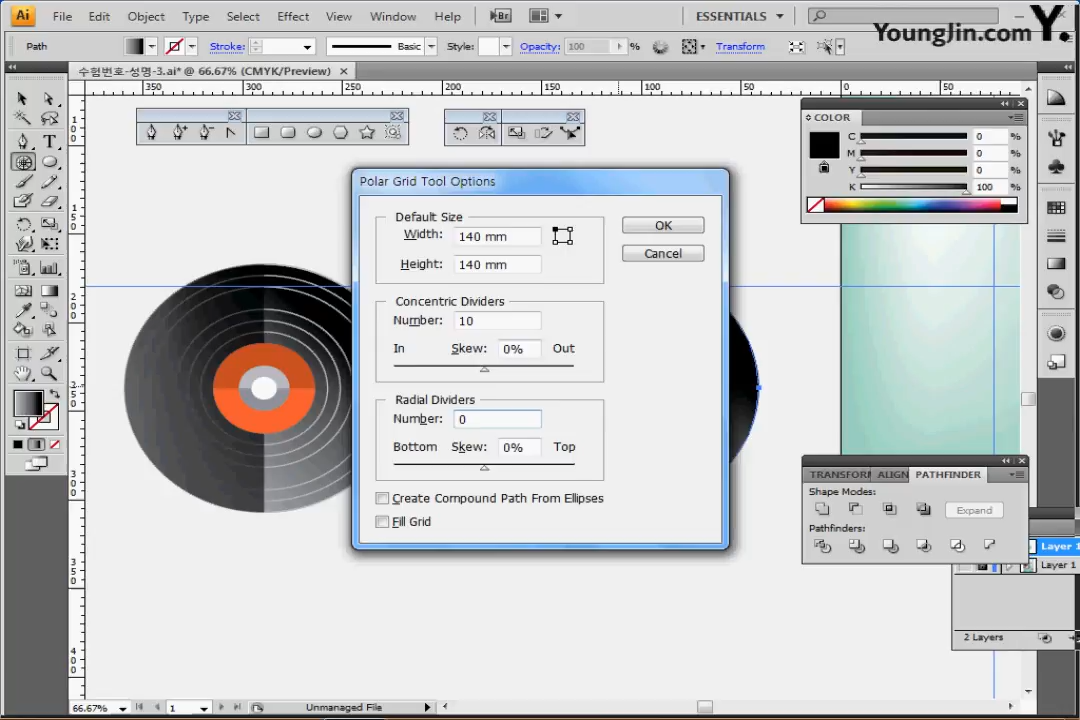 Ai File Edit Object Type Select Effect View Window Help Br ESSENTIALS
YoungJin.com Y.
Path Stroke: Basic Style: Opacity: 100 % Transform
수험번호-성명-3.ai* @ 66.67% (CMYK/Preview) ×
350 300 250 200 150 100 50 0 50
COLOR
C 0 %
M 0 %
Y 0 %
K 100 %
Polar Grid Tool Options
Default Size
Width: 140 mm
Height: 140 mm
OK
Cancel
Concentric Dividers
Number: 10
In Skew: 0% Out
Radial Dividers
Number: 0
Bottom Skew: 0% Top
Create Compound Path From Ellipses
Fill Grid
TRANSFORM ALIGN PATHFINDER
Shape Modes:
Expand
Pathfinders:
Layer 1
Layer 1
2 Layers
66.67% 1 Unmanaged File